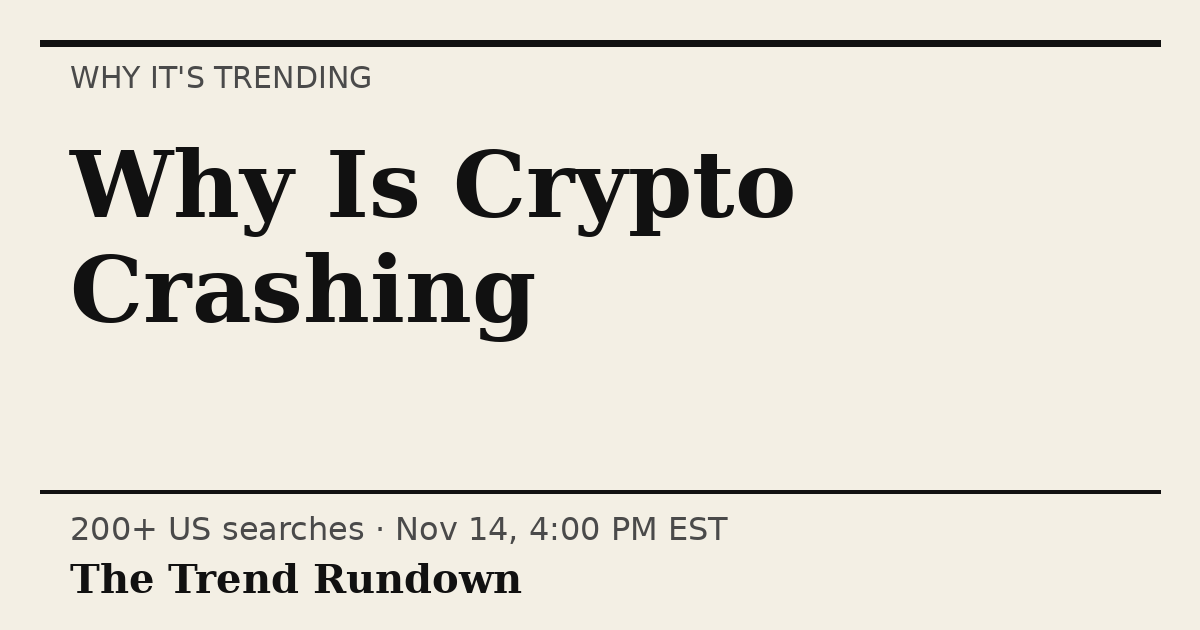 WHY IT'S TRENDING
Why Is Crypto
Crashing
200+ US searches · Nov 14, 4:00 PM EST
The Trend Rundown